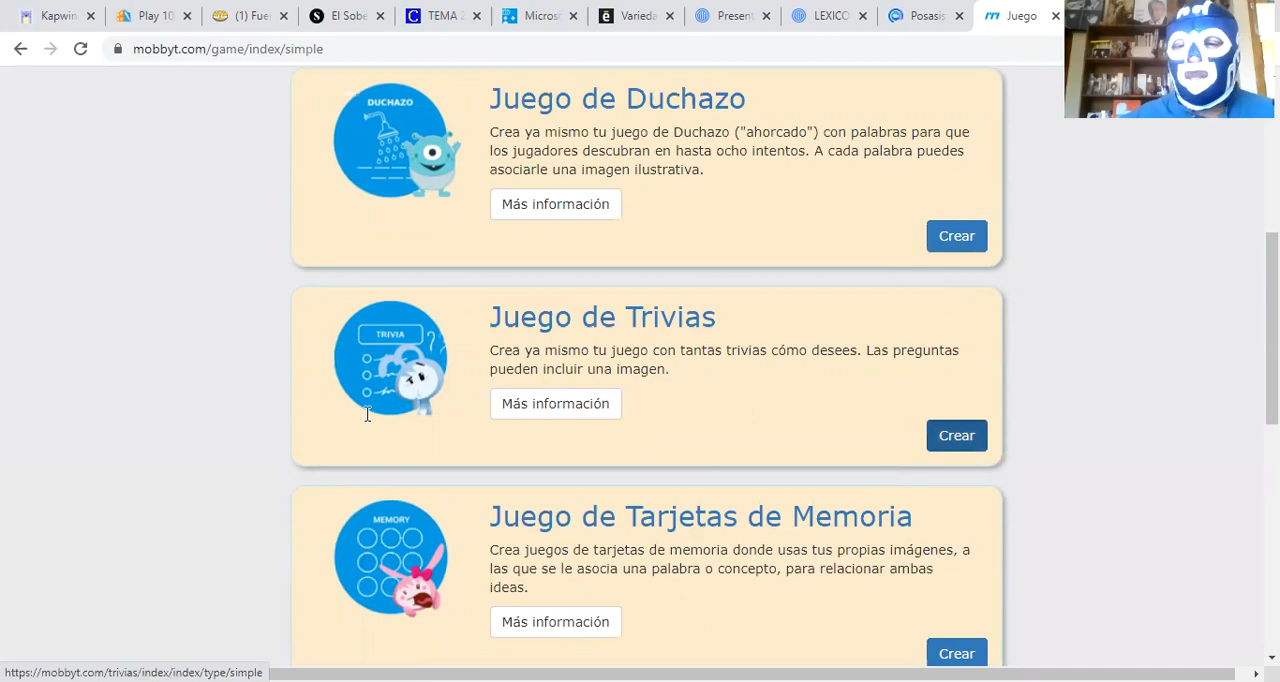 Kapwin
Play 10
(1) Fue
El Sobe
TEMA 2
Micros
Varieda
Present
LEXICO
Posasis
Juego
mobbyt.com/game/index/simple
DUCHAZO
Juego de Duchazo
Crea ya mismo tu juego de Duchazo ("ahorcado") con palabras para que
los jugadores descubran en hasta ocho intentos. A cada palabra puedes
asociarle una imagen ilustrativa.
Más información
Crear
TRIVIA
Juego de Trivias
Crea ya mismo tu juego con tantas trivias cómo desees. Las preguntas
pueden incluir una imagen.
Más información
Crear
MEMORY
Juego de Tarjetas de Memoria
Crea juegos de tarjetas de memoria donde usas tus propias imágenes, a
las que se le asocia una palabra o concepto, para relacionar ambas
ideas.
Más información
Crear
https://mobbyt.com/trivias/index/index/type/simple